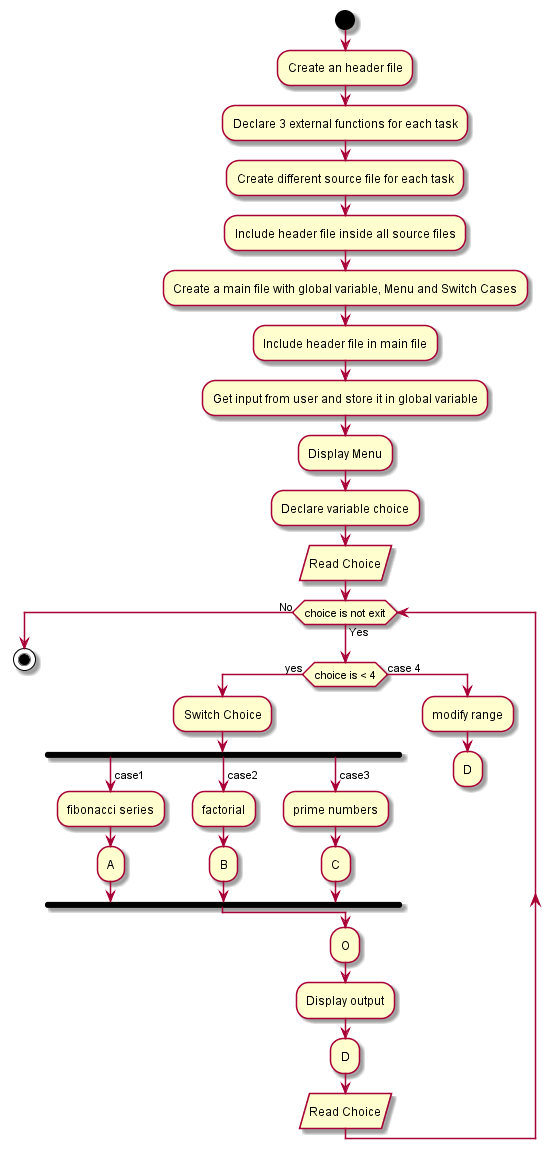 Create an header file
Declare 3 external functions for each task
Create different source file for each task
Include header file inside all source files
Create a main file with global variable, Menu and Switch Cases
Include header file in main file
Get input from user and store it in global variable
Display Menu
Declare variable choice
Read Choice
No
choice is not exit
Yes
yes
choice is < 4
case 4
Switch Choice
modify range
D
case1
case2
case3
fibonacci series
factorial
prime numbers
A
B
C
O
Display output
D
Read Choice